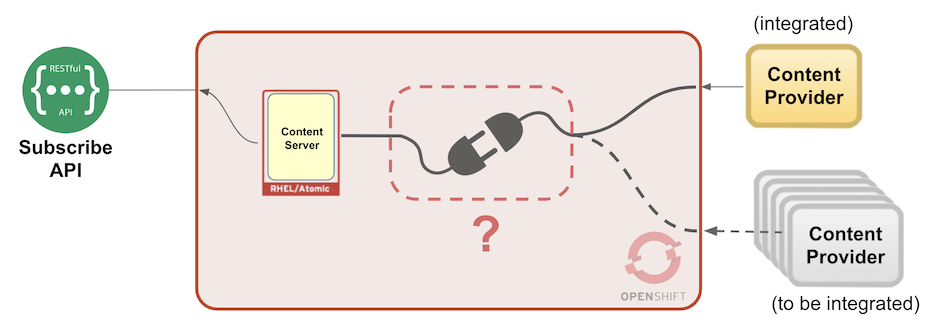 RESTful
{•••}
API
Subscribe
API
Content
Server
RHEL/Atomic
?
(integrated)
Content
Provider
Content
Provider
(to be integrated)
OPENSHIFT